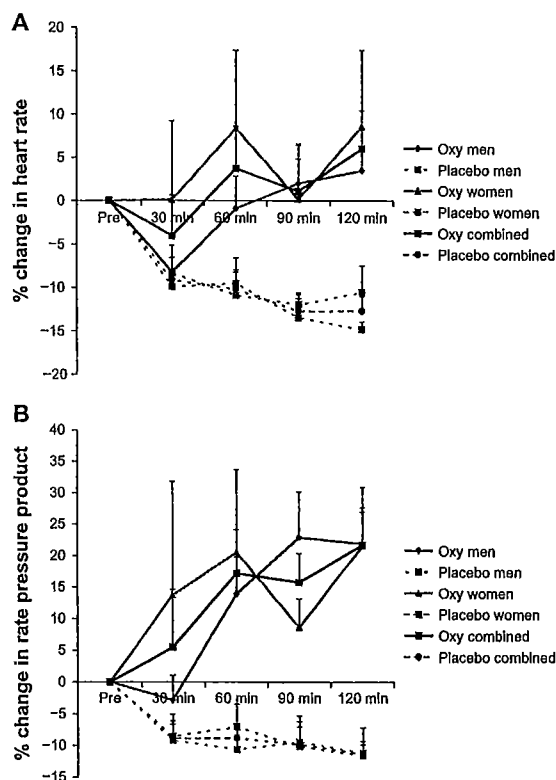 A
% change in heart rate
20
15
10
5
0
−5
−10
−15
−20
Pre 30 min 60 min 90 min 120 min
Oxy men
Placebo men
Oxy women
Placebo women
Oxy combined
Placebo combined
B
% change in rate pressure product
40
35
30
25
20
15
10
5
0
−5
−10
−15
Pre 30 min 60 min 90 min 120 min
Oxy men
Placebo men
Oxy women
Placebo women
Oxy combined
Placebo combined